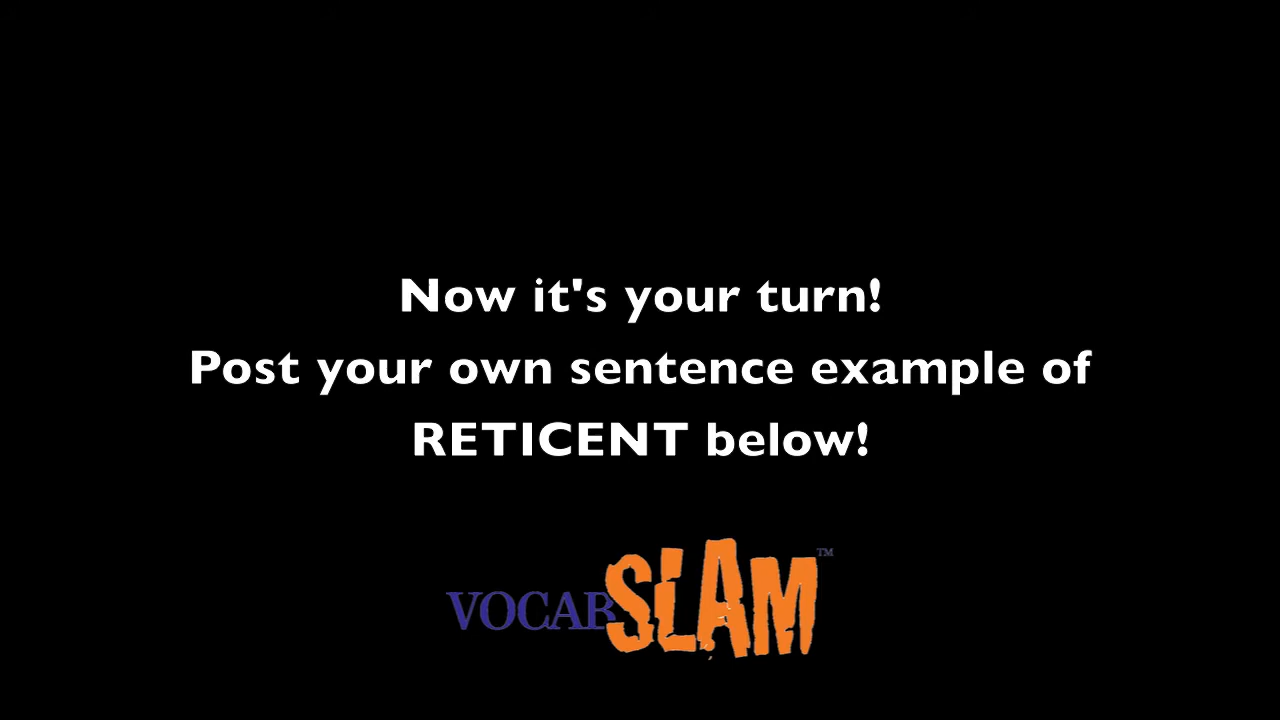 Now it's your turn!
Post your own sentence example of
RETICENT below!
VOCABSLAM™